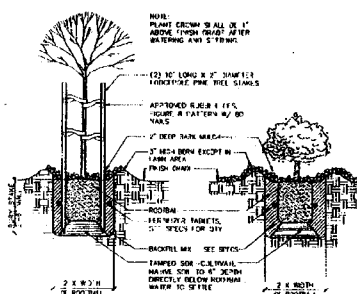 NOTE:
PLANT CROWN SHALL BE 1"
ABOVE FINISH GRADE AFTER
WATERING AND SETTLING.
(2) 10' LONG X 2" DIAMETER
LODGEPOLE PINE TREE STAKES
APPROVED RUBBER TIES,
FIGURE 8 PATTERN W/
NAILS
2" DEEP BARK MULCH
3" HIGH BERM EXCEPT IN
LAWN AREA
FINISH GRADE
ROOTBALL
FERTILIZER TABLETS,
SPECS FOR QTY
BACKFILL MIX SEE SPECS
TAMPED SOIL -
NATIVE SOIL TO 6" DEPTH
DIRECTLY BELOW ROOTBALL
WATER TO SETTLE
2 X WIDTH
OF ROOTBALL
2 X WIDTH
OF ROOTBALL